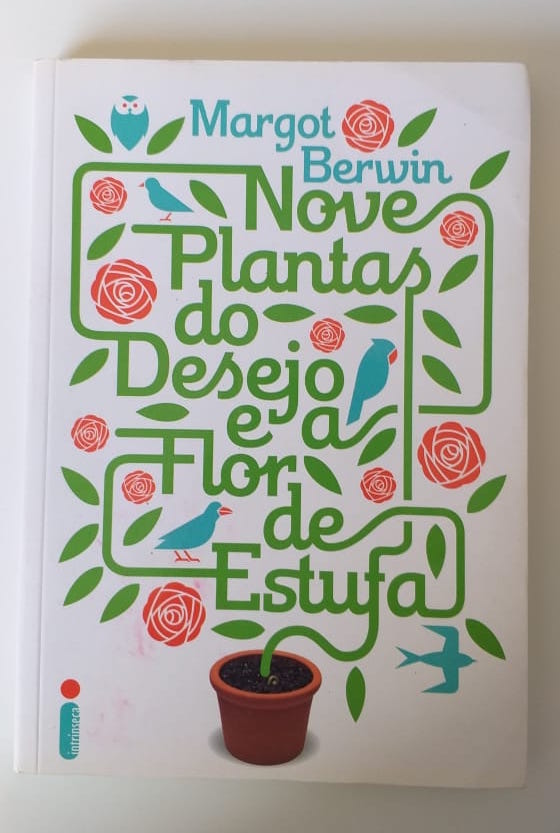 Margot
Berwin
Nove
Plantas
do
Desejo
e a
Flor
de
Estufa
intrínseca